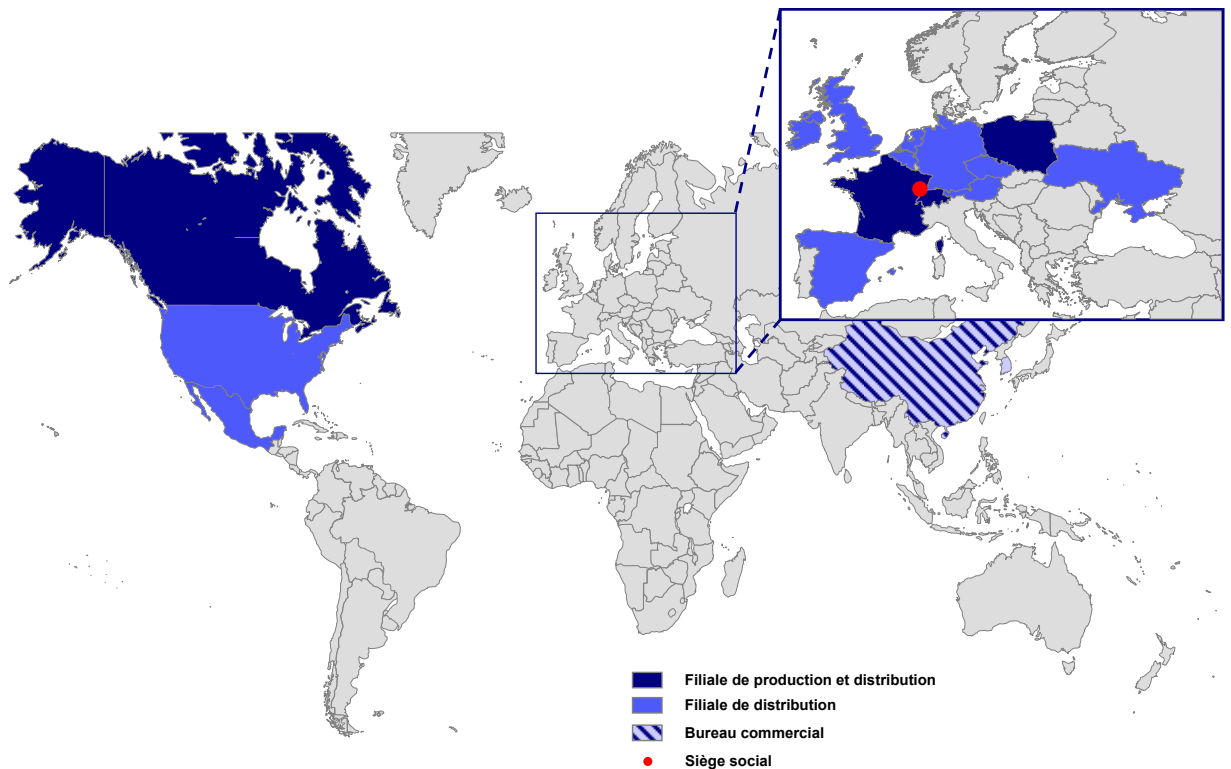 Filiale de production et distribution
Filiale de distribution
Bureau commercial
Siège social